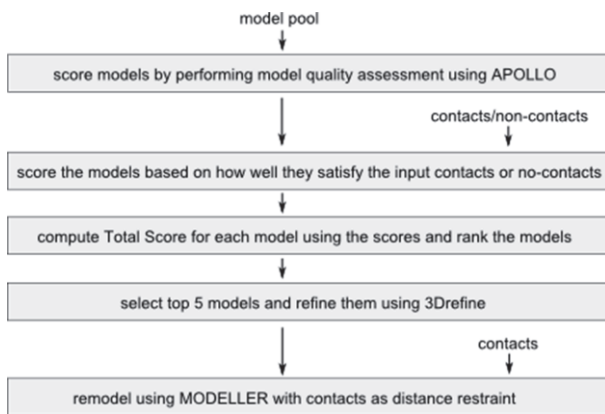 model pool
score models by performing model quality assessment using APOLLO
contacts/non-contacts
score the models based on how well they satisfy the input contacts or no-contacts
compute Total Score for each model using the scores and rank the models
select top 5 models and refine them using 3Drefine
contacts
remodel using MODELLER with contacts as distance restraint